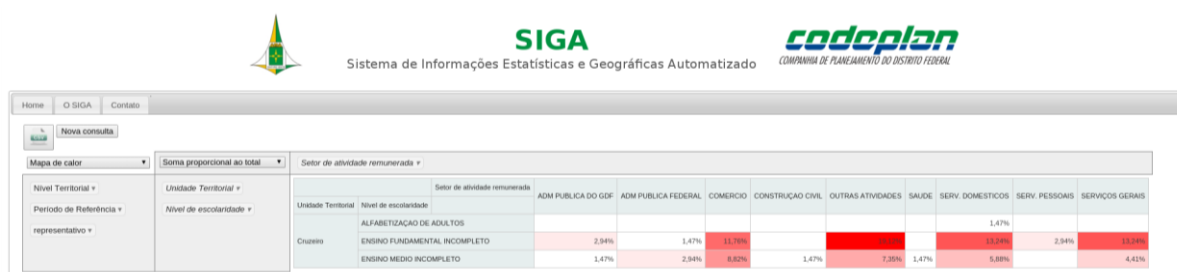 SIGA
Sistema de Informações Estatísticas e Geográficas Automatizado
codeplan
COMPANHIA DE PLANEJAMENTO DO DISTRITO FEDERAL
Home O SIGA Contato
Nova consulta
Mapa de calor ▼ Soma proporcional ao total ▼ Setor de atividade remunerada ▾
Nível Territorial ▾ Unidade Territorial ▾
Período de Referência ▾ Nível de escolaridade ▾
representativo ▾
Setor de atividade remunerada ADM PUBLICA DO GDF ADM PUBLICA FEDERAL COMERCIO CONSTRUÇAO CIVIL OUTRAS ATIVIDADES SAUDE SERV. DOMESTICOS SERV. PESSOAIS SERVIÇOS GERAIS
Unidade Territorial Nível de escolaridade
ALFABETIZAÇAO DE ADULTOS 1,47%
Cruzeiro ENSINO FUNDAMENTAL INCOMPLETO 2,94% 1,47% 11,76% 13,24% 2,94% 13,24%
ENSINO MEDIO INCOMPLETO 1,47% 2,94% 8,82% 1,47% 7,35% 1,47% 5,88% 4,41%